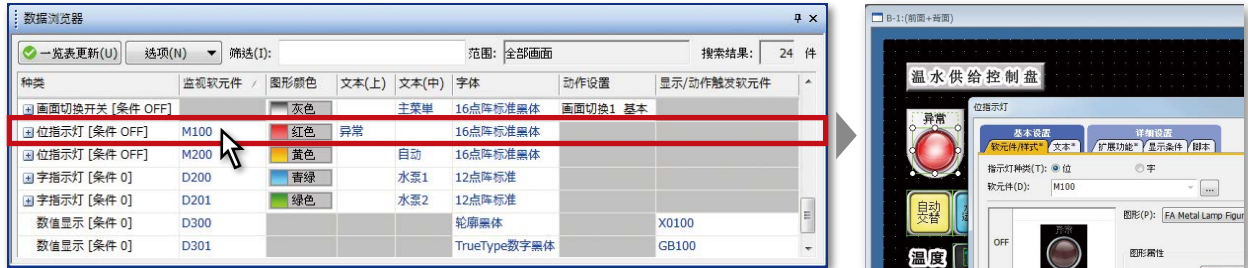 数据浏览器
一览表更新(U) 选项(N) 筛选(I): 范围: 全部画面 搜索结果: 24 件
种类 监视软元件 图形颜色 文本(上) 文本(中) 字体 动作设置 显示/动作触发软元件
画面切换开关 [条件 OFF] 灰色 主菜单 16点阵标准黑体 画面切换1 基本
位指示灯 [条件 OFF] M100 红色 异常 16点阵标准黑体
位指示灯 [条件 OFF] M200 黄色 自动 16点阵标准黑体
字指示灯 [条件 0] D200 青绿 水泵1 12点阵标准
字指示灯 [条件 0] D201 绿色 水泵2 12点阵标准
数值显示 [条件 0] D300 轮廓黑体 X0100
数值显示 [条件 0] D301 TrueType数字黑体 GB100
B-1:(前面+背面)
温水供给控制盘
异常
自动
交替
温度
位指示灯
基本设置 详细设置
软元件/样式* 文本* 扩展功能* 显示条件 脚本
指示灯种类(T): 位 字
软元件(D): M100 ...
图形(P): FA Metal Lamp Figur
异常
OFF
图形属性